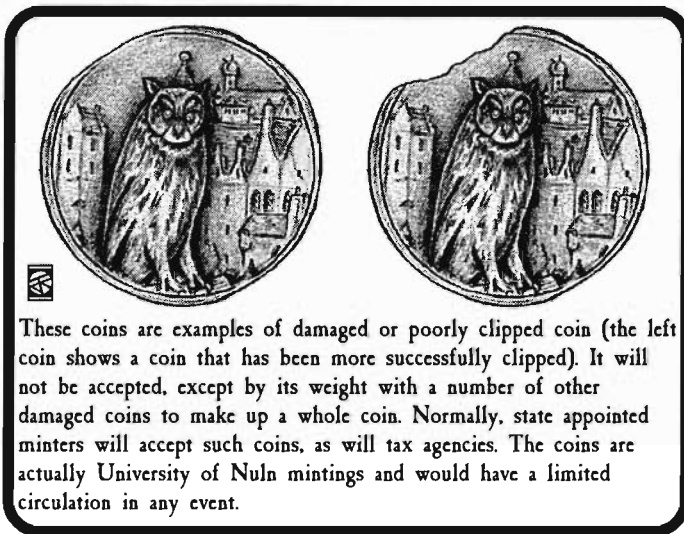 These coins are examples of damaged or poorly clipped coin (the left
coin shows a coin that has been more successfully clipped). It will
not be accepted, except by its weight with a number of other
damaged coins to make up a whole coin. Normally, state appointed
minters will accept such coins, as will tax agencies. The coins are
actually University of Nuln mintings and would have a limited
circulation in any event.